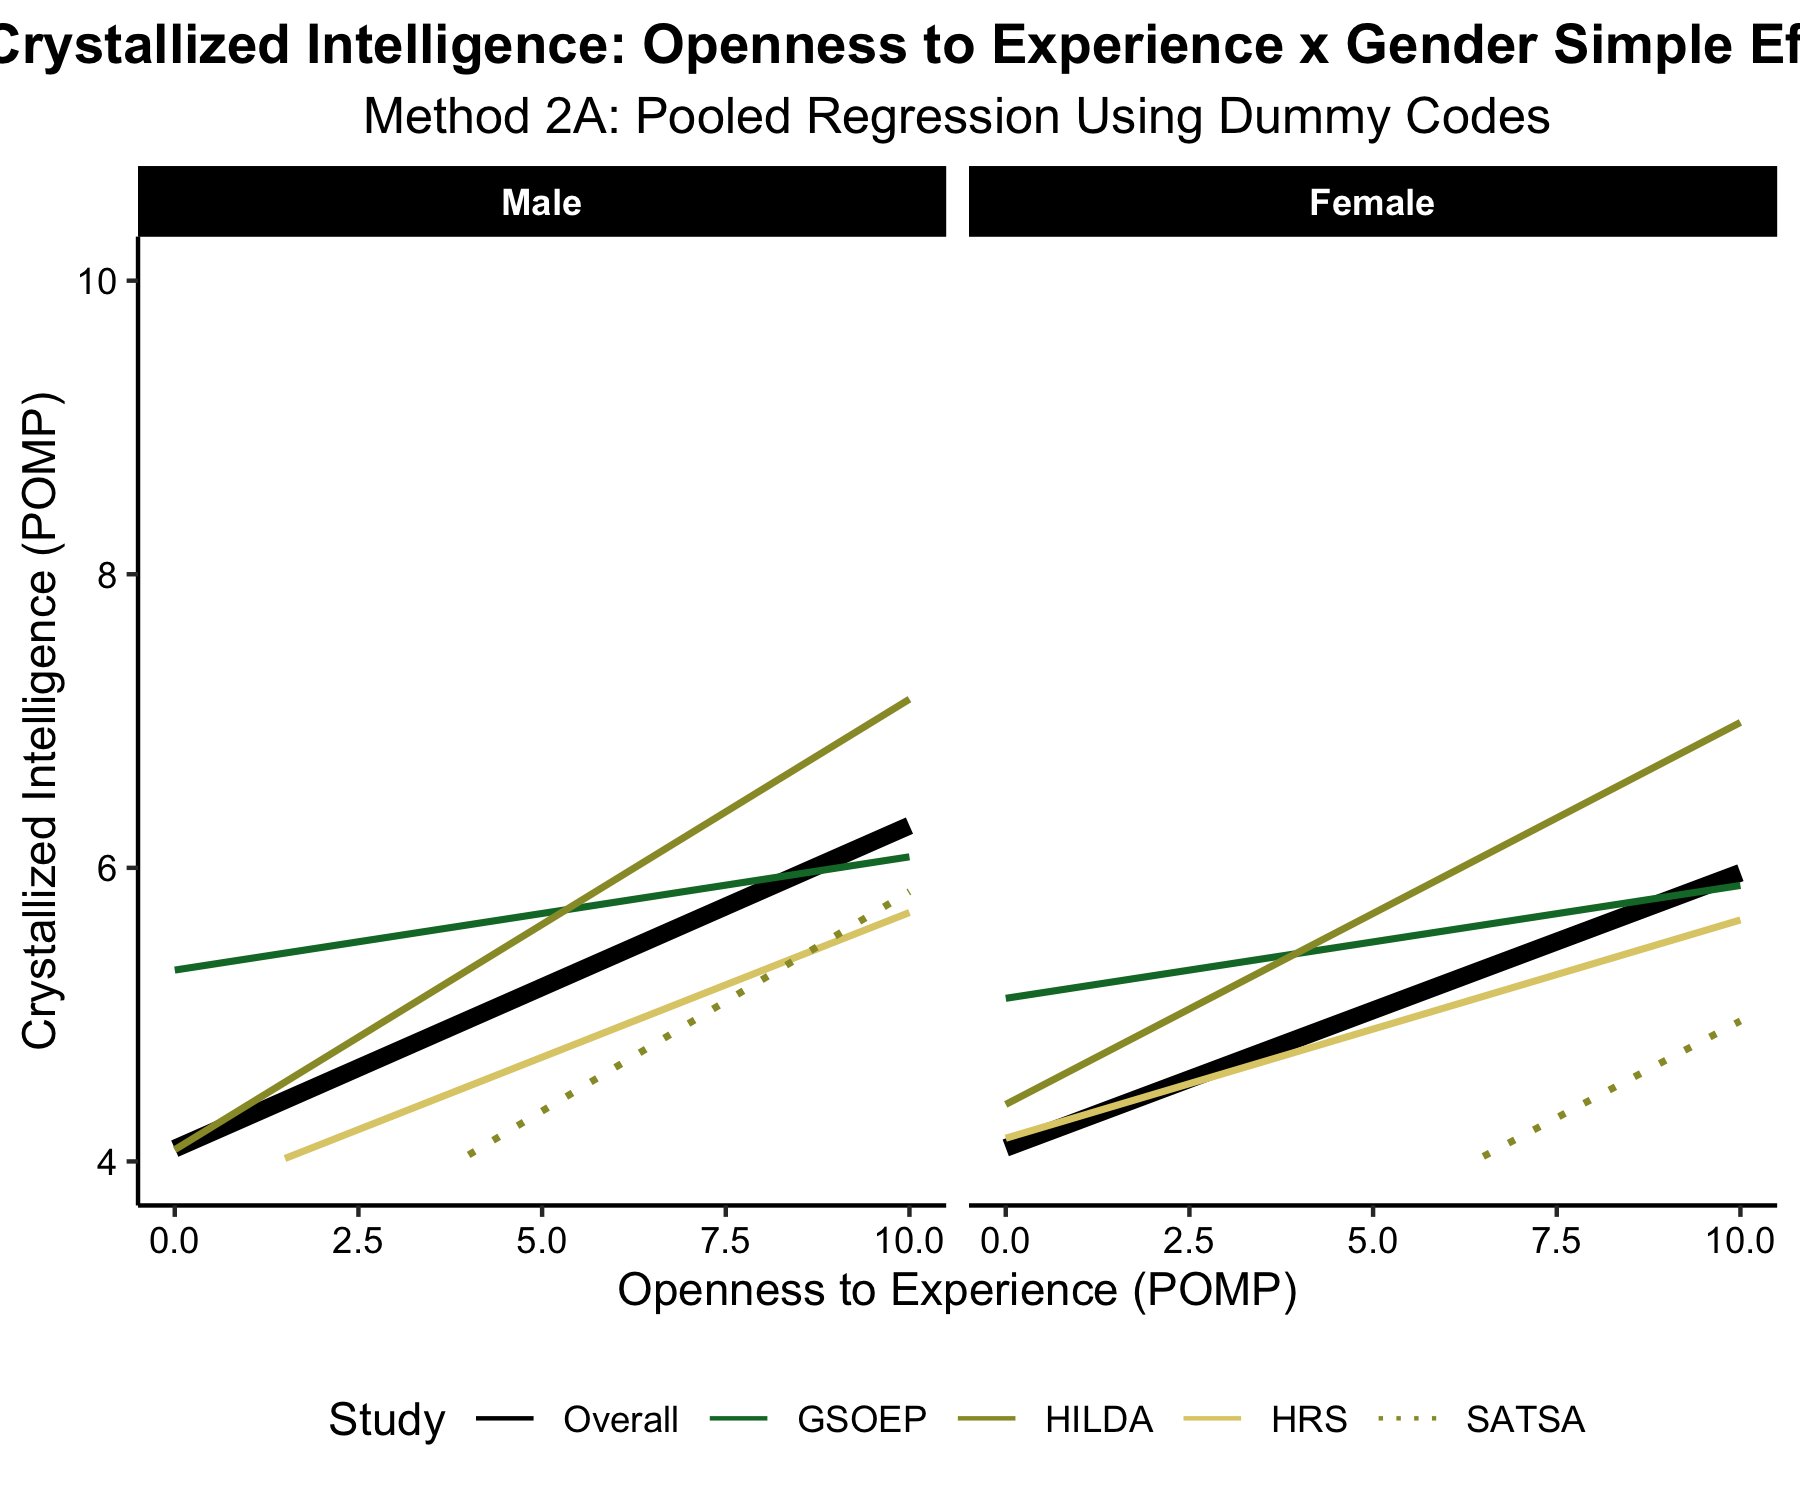 Crystallized Intelligence: Openness to Experience x Gender Simple
Method 2A: Pooled Regression Using Dummy Codes
Male
Female
Crystallized Intelligence (POMP)
10
8
6
4
0.0 2.5 5.0 7.5 10.0
0.0 2.5 5.0 7.5 10.0
Openness to Experience (POMP)
Study Overall GSOEP HILDA HRS SATSA